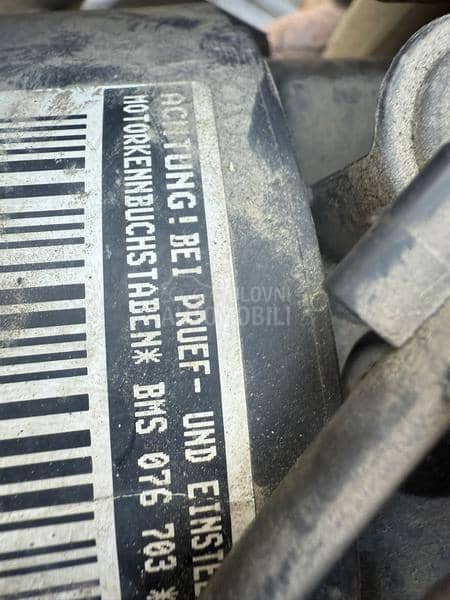 ACHTUNG! BEI PRUEF- UND EINSTEL
MOTORKENNBUCHSTABEN* BMS 076 703 *